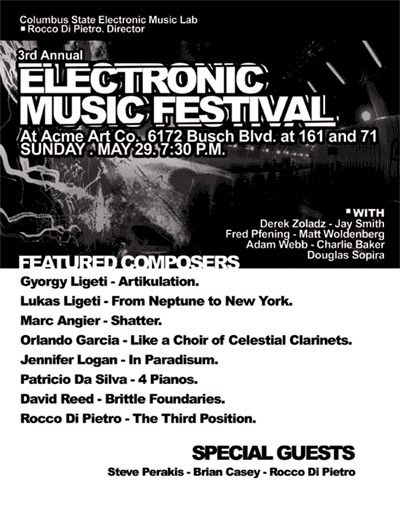 Columbus State Electronic Music Lab
Rocco Di Pietro. Director
3rd Annual
ELECTRONIC
MUSIC FESTIVAL
At Acme Art Co. 6172 Busch Blvd. at 161 and 71
SUNDAY . MAY 29. 7:30 P.M.
WITH
Derek Zoladz - Jay Smith
Fred Pfening - Matt Woldenberg
Adam Webb - Charlie Baker
Douglas Sopira
FEATURED COMPOSERS
Gyorgy Ligeti - Artikulation.
Lukas Ligeti - From Neptune to New York.
Marc Angier - Shatter.
Orlando Garcia - Like a Choir of Celestial Clarinets.
Jennifer Logan - In Paradisum.
Patricio Da Silva - 4 Pianos.
David Reed - Brittle Foundaries.
Rocco Di Pietro - The Third Position.
SPECIAL GUESTS
Steve Perakis - Brian Casey - Rocco Di Pietro